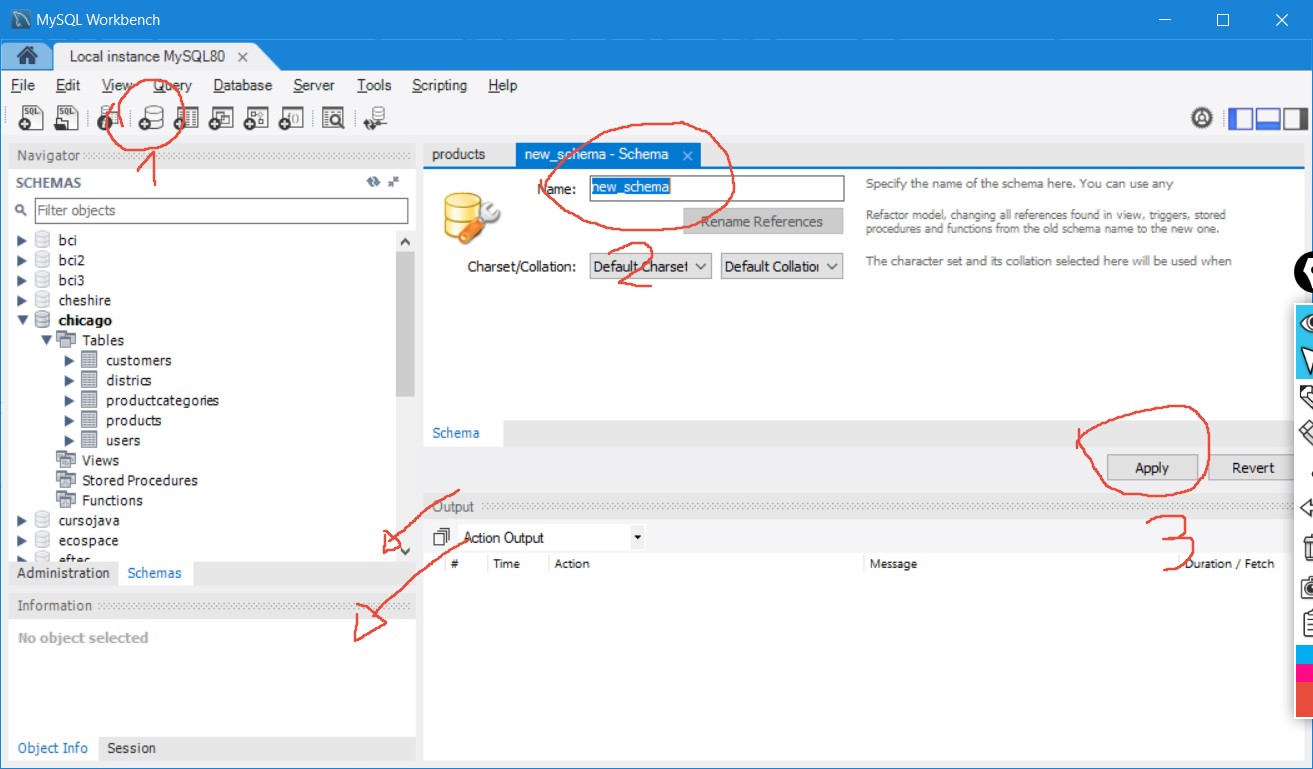 MySQL Workbench
Local instance MySQL80
File Edit View Query Database Server Tools Scripting Help
1
Navigator
SCHEMAS
Filter objects
bci
bci2
bci3
cheshire
chicago
Tables
customers
districs
productcategories
products
users
Views
Stored Procedures
Functions
cursojava
ecospace
eftec
Administration Schemas
Information
No object selected
Object Info Session
products new_schema - Schema
Name: new_schema
Specify the name of the schema here. You can use any
Rename References
Refactor model, changing all references found in view, triggers, stored
procedures and functions from the old schema name to the new one.
2
Charset/Collation: Default Charset Default Collation
The character set and its collation selected here will be used when
Schema
Apply Revert
3
Output
Action Output
# Time Action Message Duration / Fetch